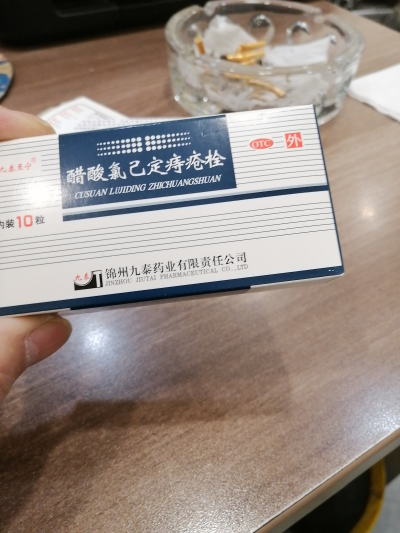 九泰
醋酸氯己定痔疮栓
CUSUAN LUJIDING ZHICHUANGSHUAN
OTC
外
内装10粒
九泰
锦州九泰药业有限责任公司
JINZHOU JIUTAI PHARMACEUTICAL CO.,LTD